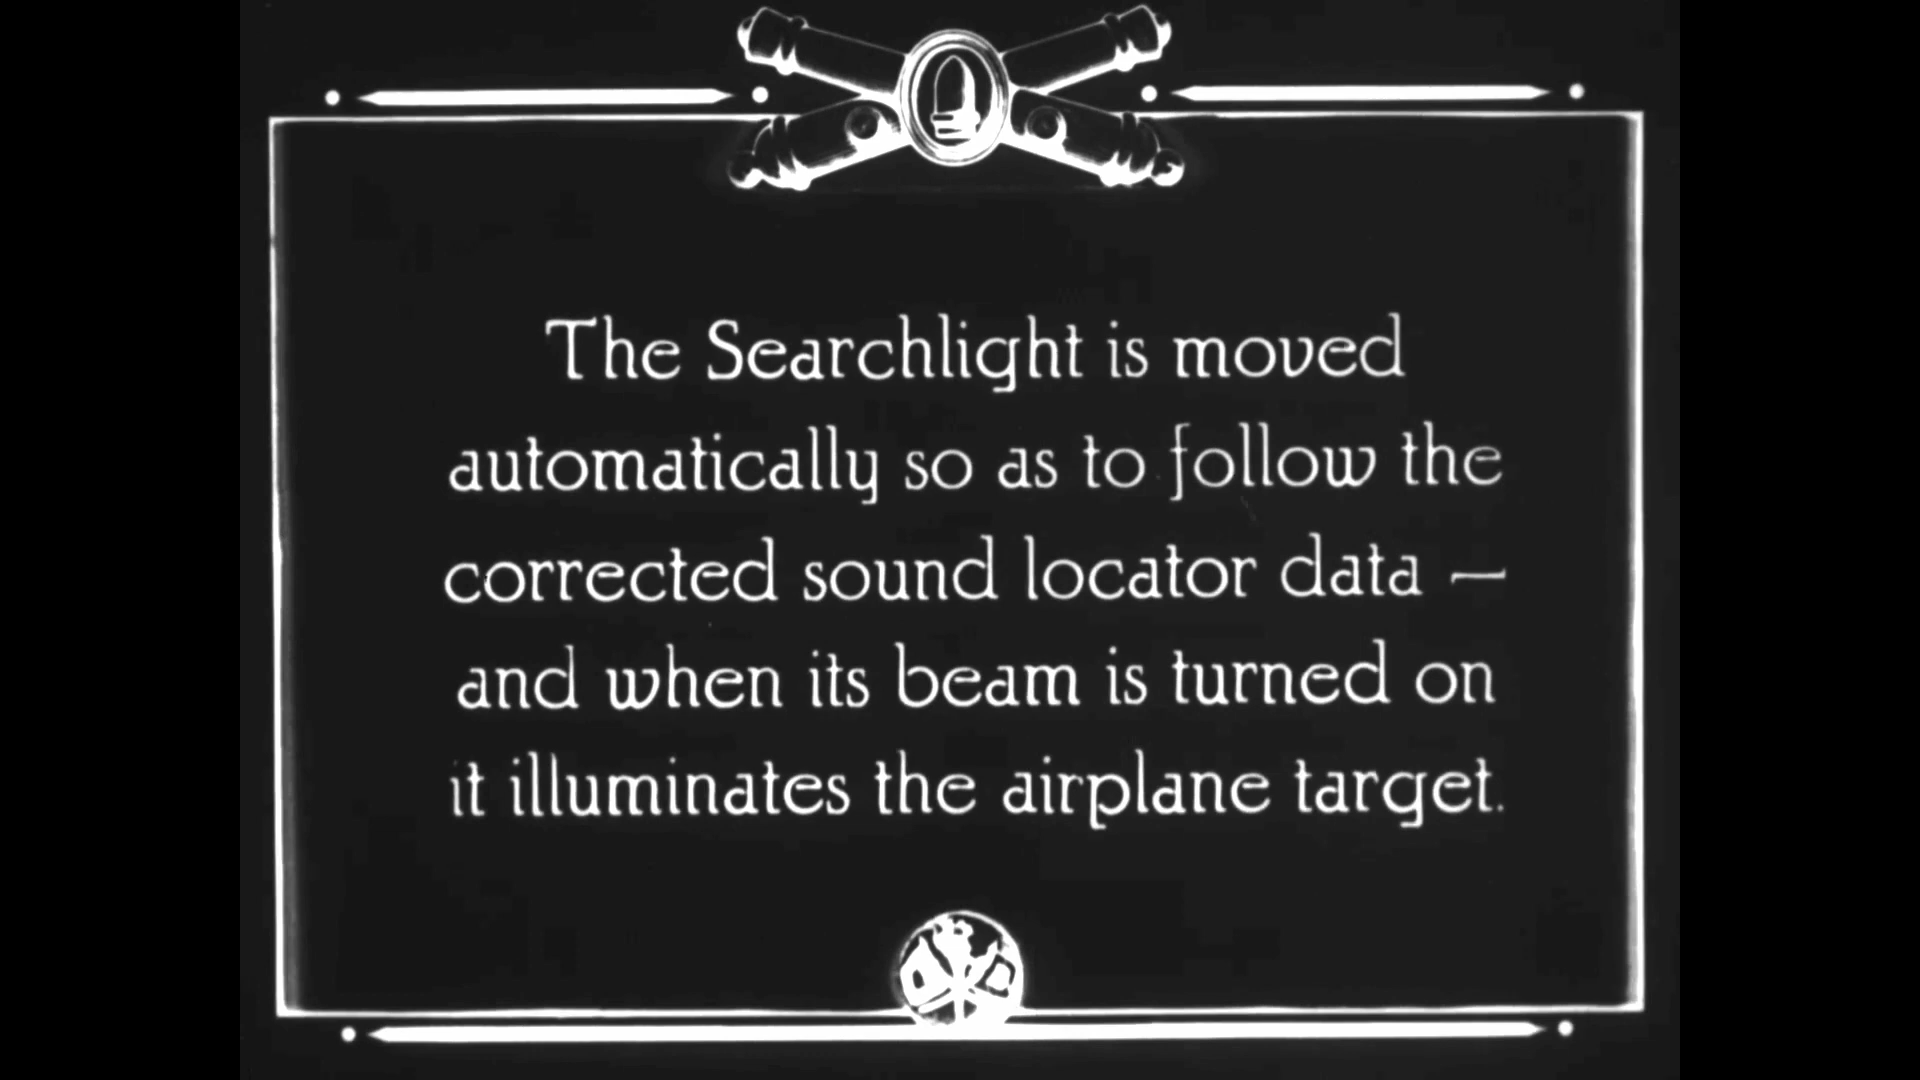 The Searchlight is moved
automatically so as to follow the
corrected sound locator data —
and when its beam is turned on
it illuminates the airplane target.